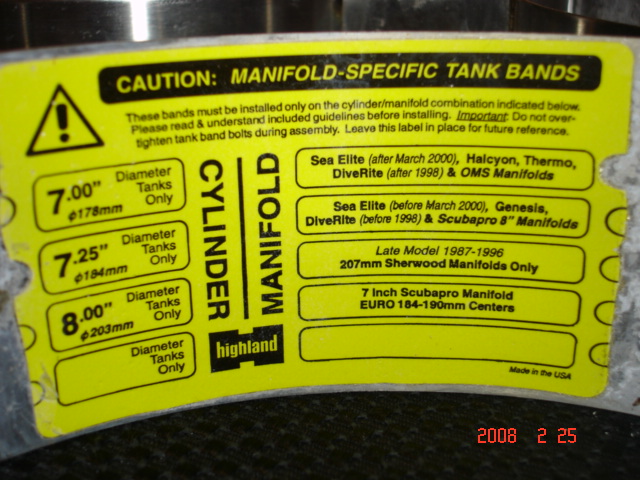 CAUTION: MANIFOLD-SPECIFIC TANK BANDS
These bands must be installed only on the cylinder/manifold combination indicated below.
Please read & understand included guidelines before installing. Important: Do not over-
tighten tank band bolts during assembly. Leave this label in place for future reference.
7.00" Diameter
Tanks
Only
ϕ178mm
7.25" Diameter
Tanks
Only
ϕ184mm
8.00" Diameter
Tanks
Only
ϕ203mm
Diameter
Tanks
Only
CYLINDER
MANIFOLD
highland
Sea Elite (after March 2000), Halcyon, Thermo,
DiveRite (after 1998) & OMS Manifolds
Sea Elite (before March 2000), Genesis,
DiveRite (before 1998) & Scubapro 8" Manifolds
Late Model 1987-1996
207mm Sherwood Manifolds Only
7 Inch Scubapro Manifold
EURO 184-190mm Centers
Made in the USA
2008 2 25